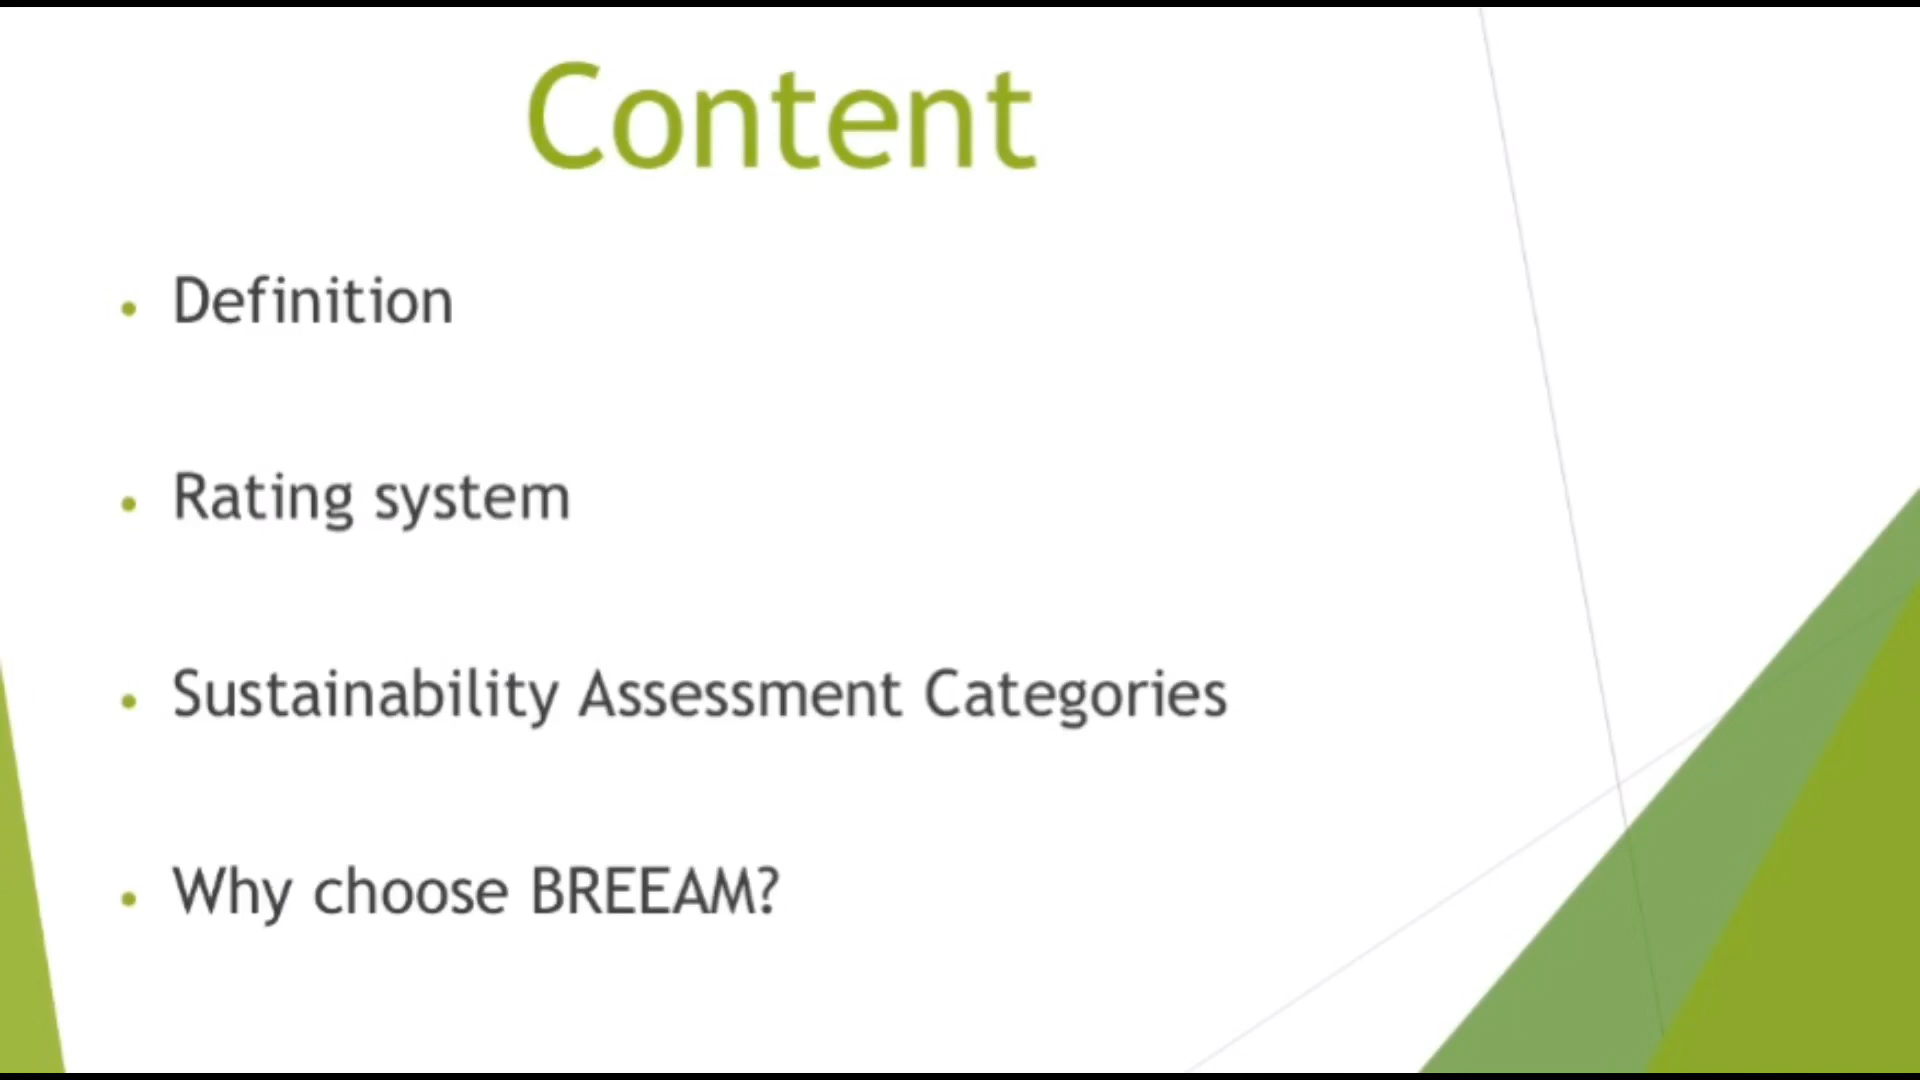 Content
• Definition
• Rating system
• Sustainability Assessment Categories
• Why choose BREEAM?